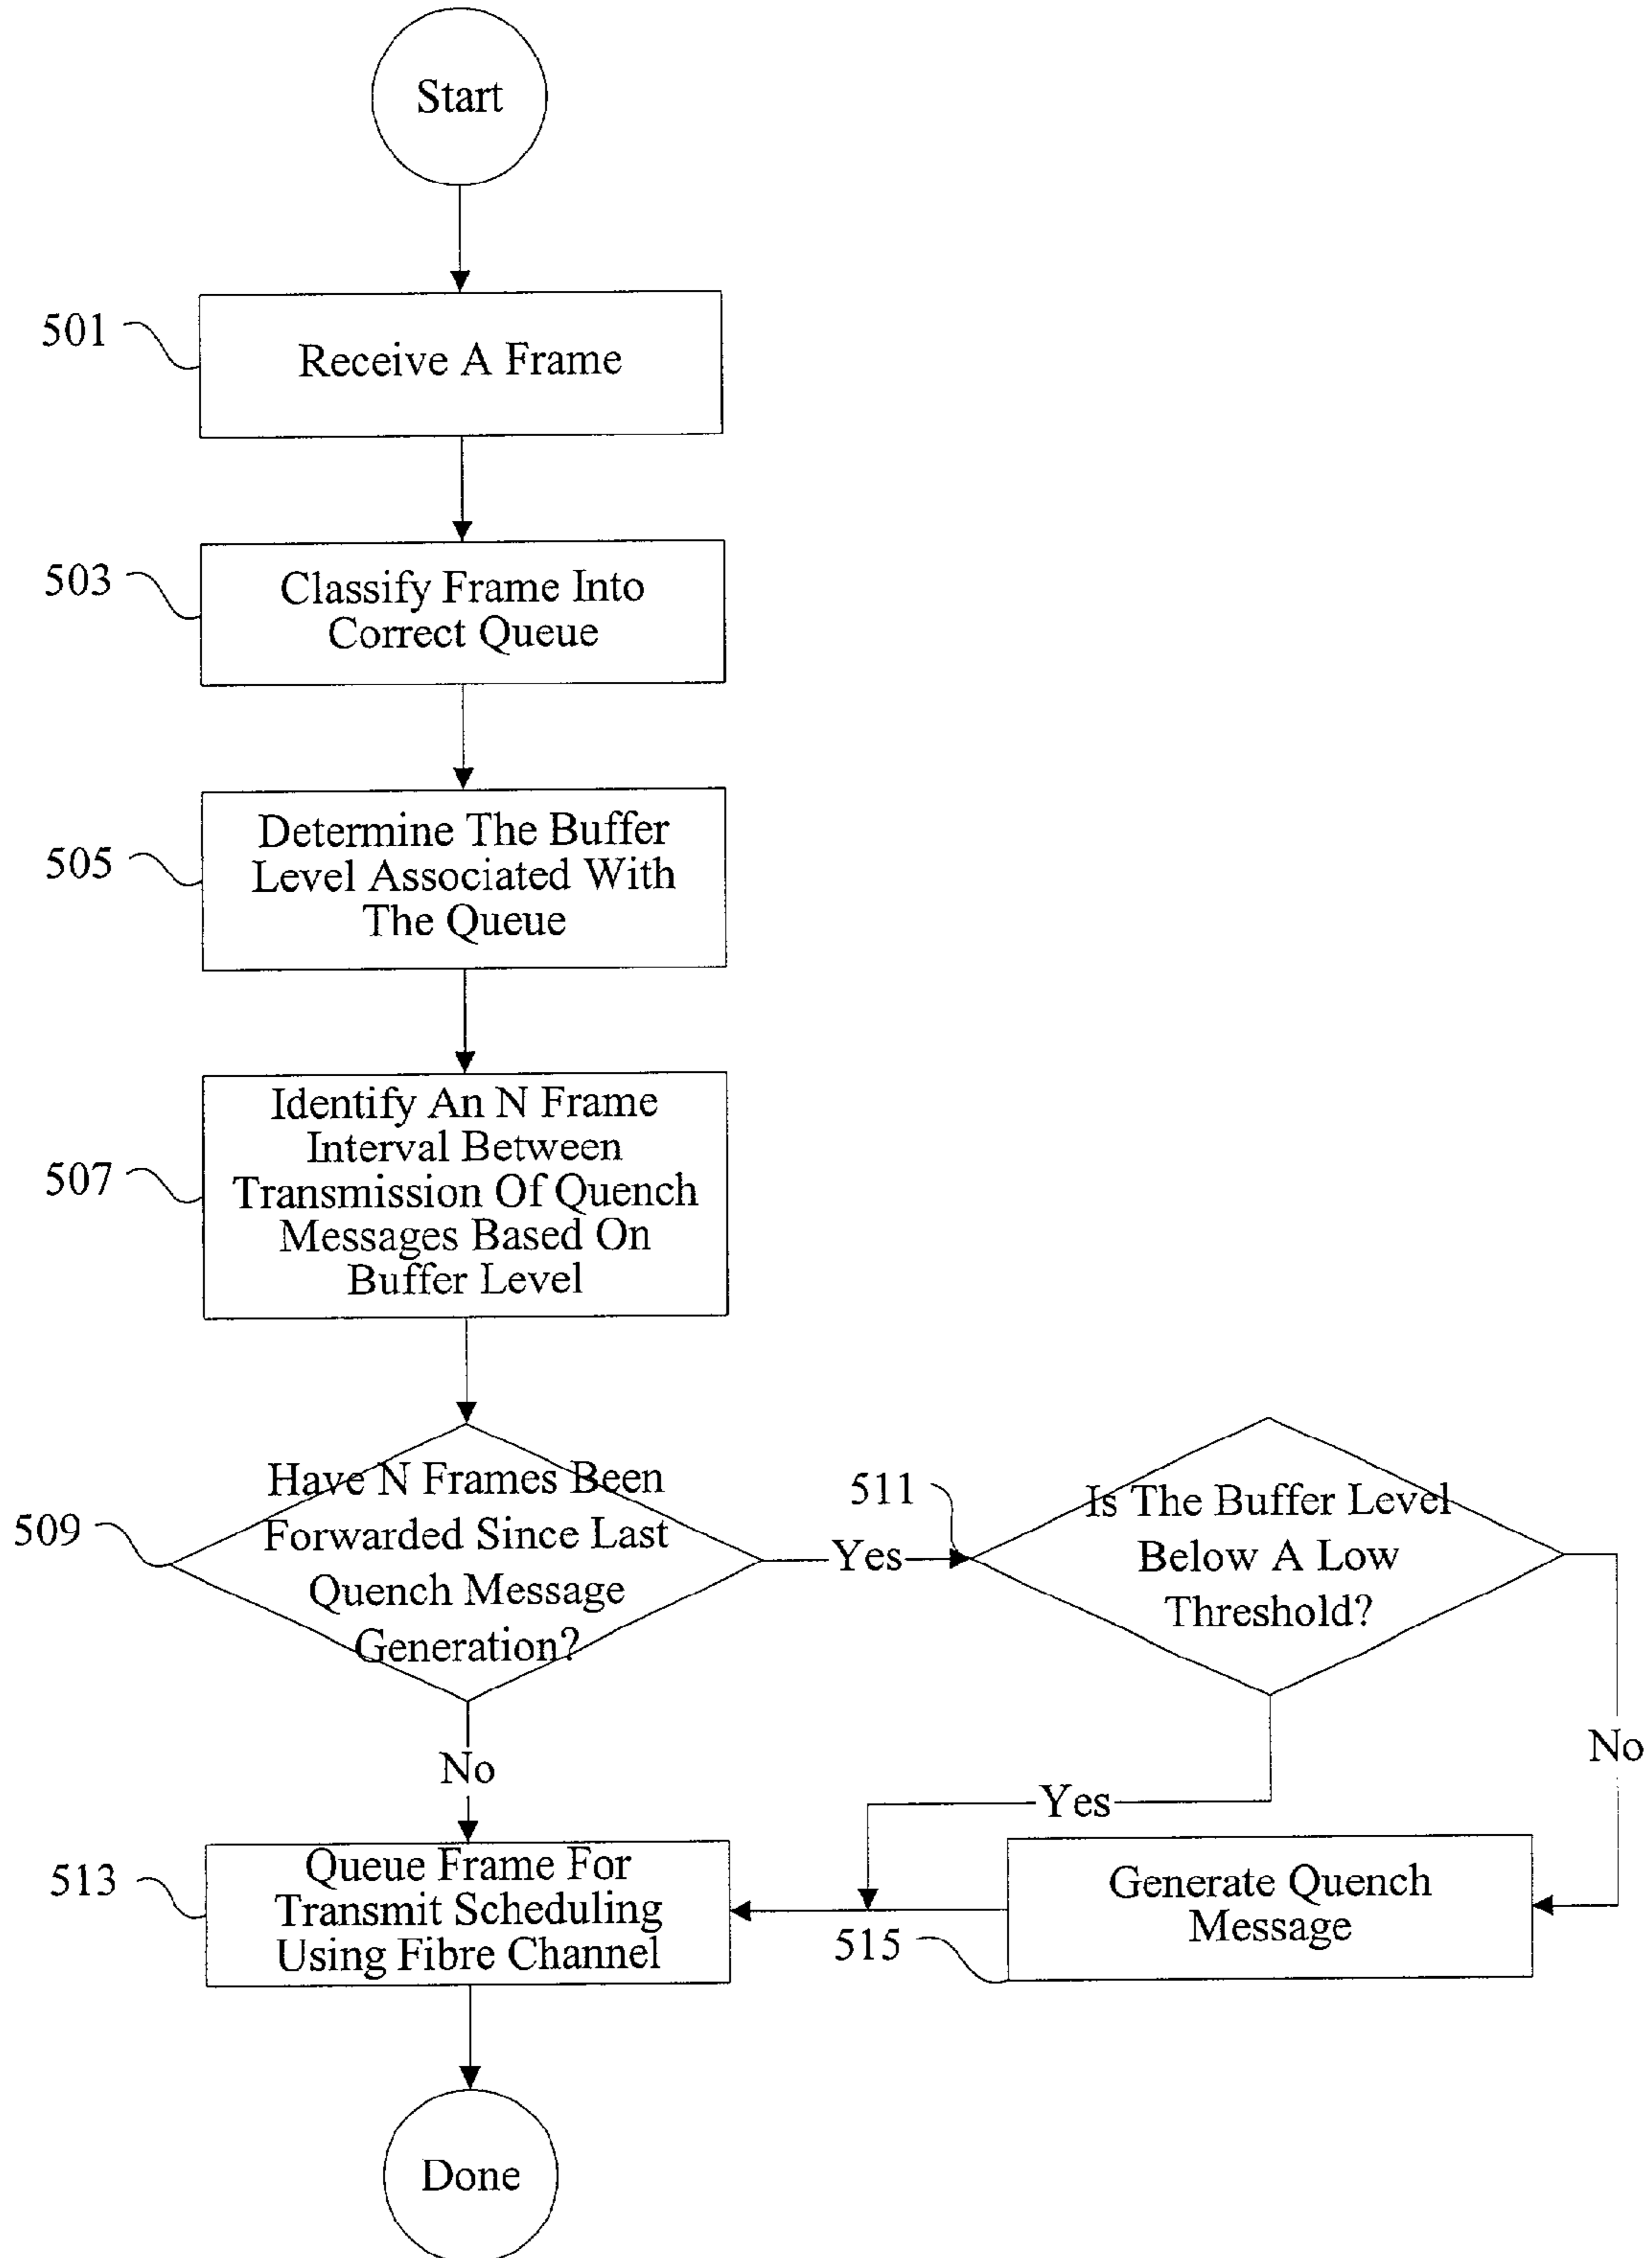 Start
501
Receive A Frame
503
Classify Frame Into
Correct Queue
505
Determine The Buffer
Level Associated With
The Queue
507
Identify An N Frame
Interval Between
Transmission Of Quench
Messages Based On
Buffer Level
509
Have N Frames Been
Forwarded Since Last
Quench Message
Generation?
Yes
511
Is The Buffer Level
Below A Low
Threshold?
No
No
Yes
513
Queue Frame For
Transmit Scheduling
Using Fibre Channel
515
Generate Quench
Message
Done